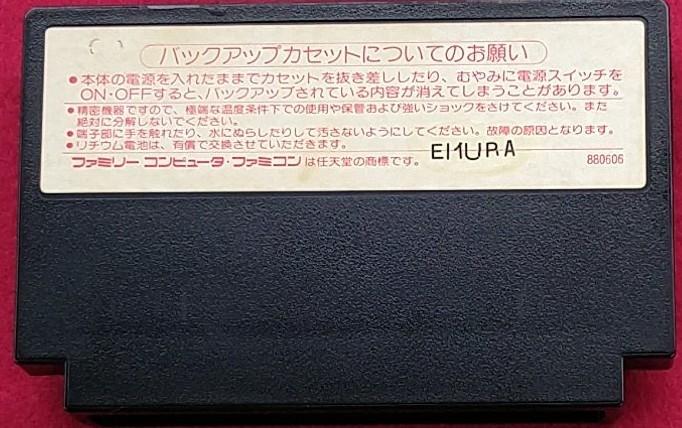 バックアップカセットについてのお願い
●本体の電源を入れたままでカセットを抜き差ししたり、むやみに電源スイッチを
ON・OFFすると、バックアップされている内容が消えてしまうことがあります。
●精密機器ですので、極端な温度条件下での使用や保管および強いショックをさけてください。また
絶対に分解しないでください。
●端子部に手を触れたり、水にぬらしたりして汚さないようにしてください。故障の原因となります。
●リチウム電池は、有償で交換させていただきます。
ファミリー コンピュータ・ファミコン は任天堂の商標です。
EMURA
880606